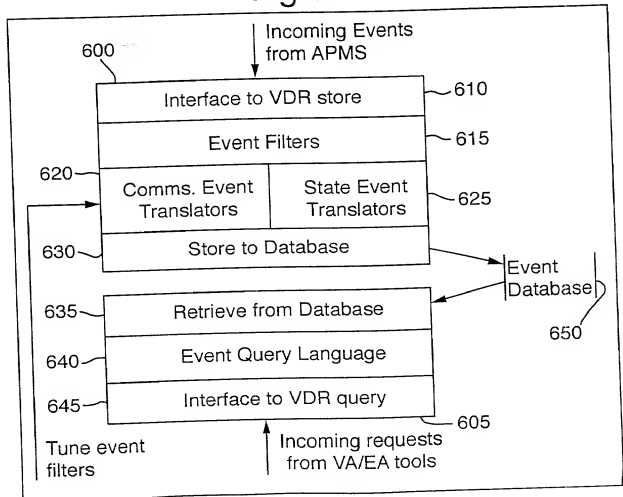 Incoming Events
from APMS
600
Interface to VDR store
610
Event Filters
615
620
Comms. Event
Translators
State Event
Translators
625
630
Store to Database
Event
Database
650
635
Retrieve from Database
640
Event Query Language
645
Interface to VDR query
605
Tune event
filters
Incoming requests
from VA/EA tools